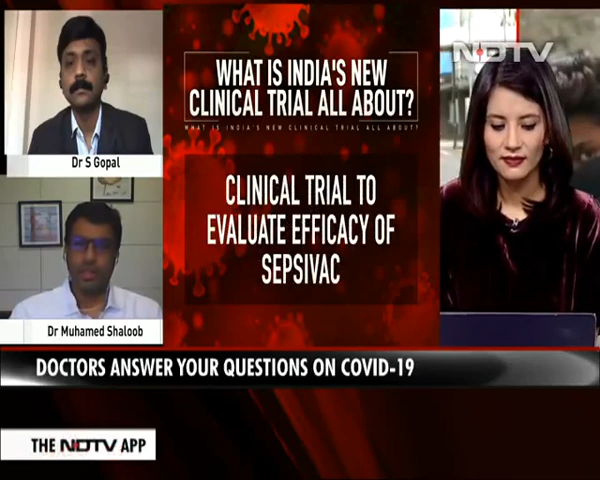 NDTV
WHAT IS INDIA'S NEW
CLINICAL TRIAL ALL ABOUT?
WHAT IS INDIA'S NEW CLINICAL TRIAL ALL ABOUT?
Dr S Gopal
CLINICAL TRIAL TO
EVALUATE EFFICACY OF
SEPSIVAC
Dr Muhamed Shaloob
DOCTORS ANSWER YOUR QUESTIONS ON COVID-19
THE NDTV APP